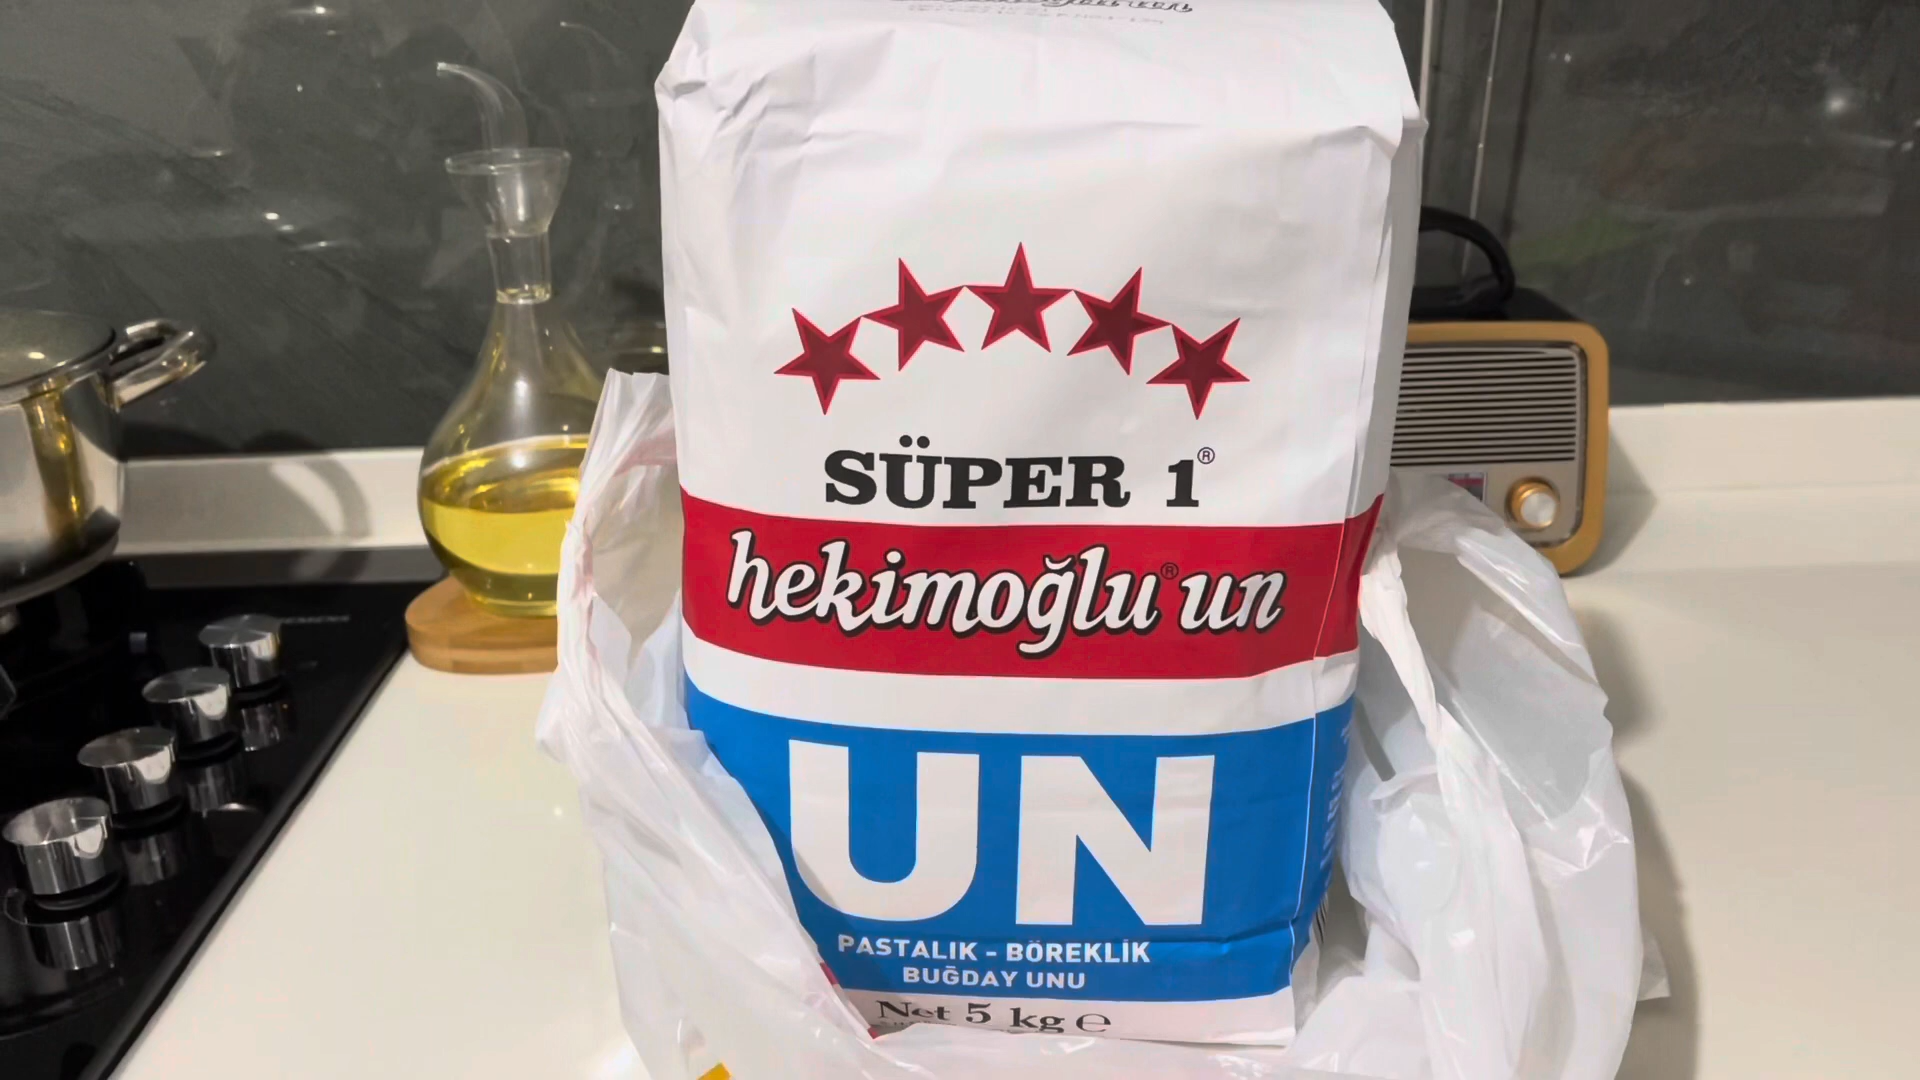 SÜPER 1®
hekimoğlu® un
UN
PASTALIK - BÖREKLİK
BUĞDAY UNU
Net 5 kg ℮